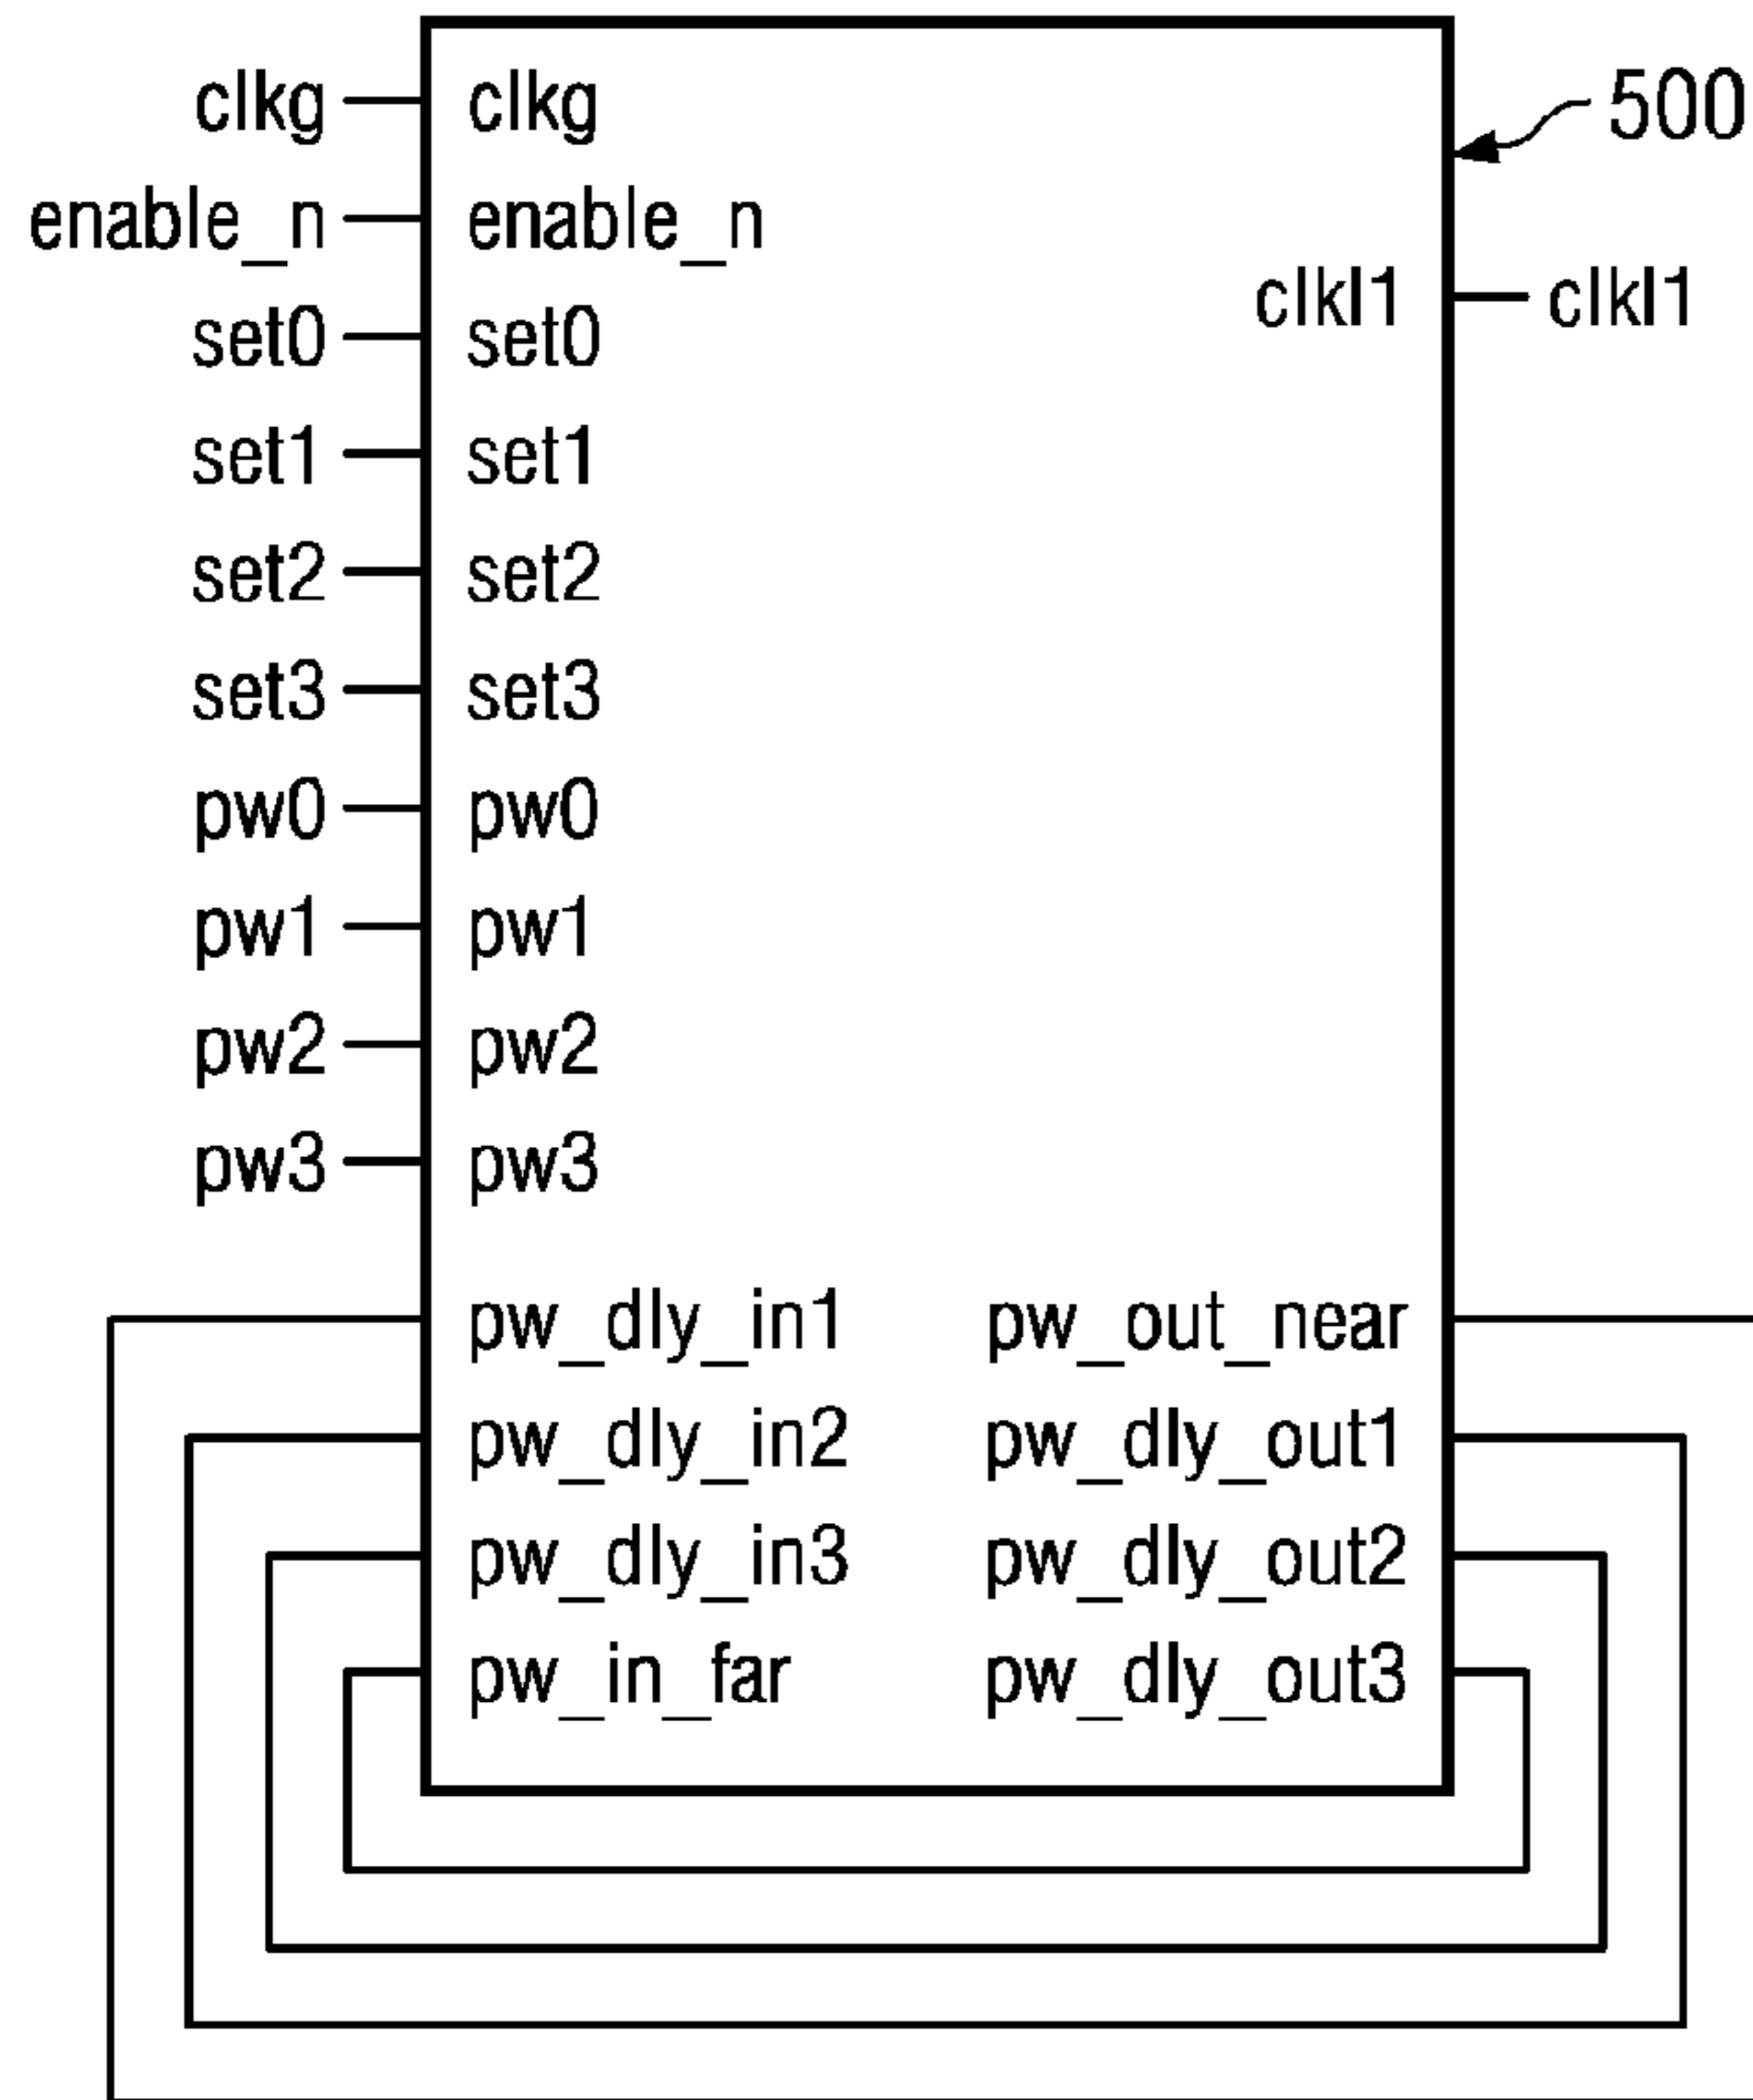 clkg clkg 500
enable_n enable_n
clkl1 clkl1
set0 set0
set1 set1
set2 set2
set3 set3
pw0 pw0
pw1 pw1
pw2 pw2
pw3 pw3
pw_dly_in1 pw_out_near
pw_dly_in2 pw_dly_out1
pw_dly_in3 pw_dly_out2
pw_in_far pw_dly_out3